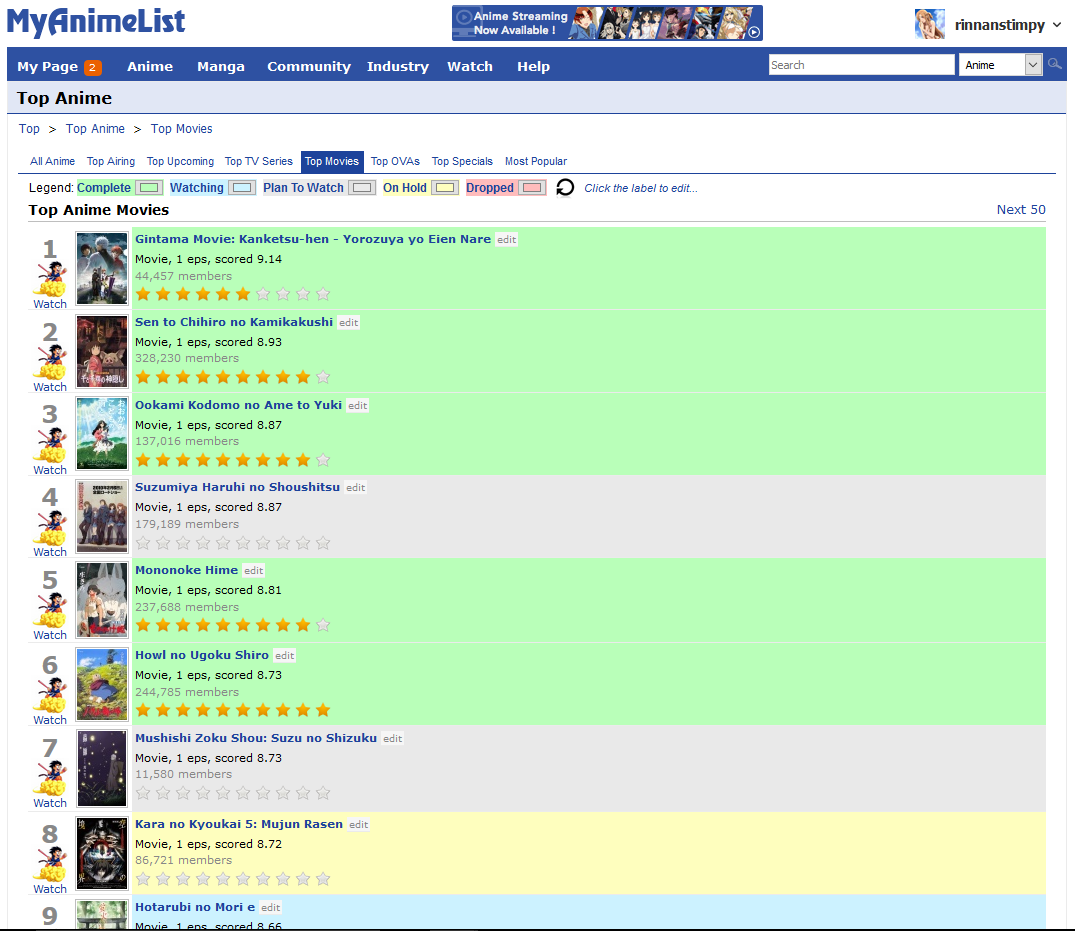 MyAnimeList
Anime Streaming
Now Available !
rinnanstimpy
My Page 2 Anime Manga Community Industry Watch Help Search Anime
Top Anime
Top > Top Anime > Top Movies
All Anime Top Airing Top Upcoming Top TV Series Top Movies Top OVAs Top Specials Most Popular
Legend: Complete Watching Plan To Watch On Hold Dropped Click the label to edit...
Top Anime Movies Next 50
1
Watch
Gintama Movie: Kanketsu-hen - Yorozuya yo Eien Nare edit
Movie, 1 eps, scored 9.14
44,457 members
2
Watch
Sen to Chihiro no Kamikakushi edit
Movie, 1 eps, scored 8.93
328,230 members
3
Watch
Ookami Kodomo no Ame to Yuki edit
Movie, 1 eps, scored 8.87
137,016 members
4
Watch
Suzumiya Haruhi no Shoushitsu edit
Movie, 1 eps, scored 8.87
179,189 members
5
Watch
Mononoke Hime edit
Movie, 1 eps, scored 8.81
237,688 members
6
Watch
Howl no Ugoku Shiro edit
Movie, 1 eps, scored 8.73
244,785 members
7
Watch
Mushishi Zoku Shou: Suzu no Shizuku edit
Movie, 1 eps, scored 8.73
11,580 members
8
Watch
Kara no Kyoukai 5: Mujun Rasen edit
Movie, 1 eps, scored 8.72
86,721 members
9
Hotarubi no Mori e edit
Movie, 1 eps, scored 8.66